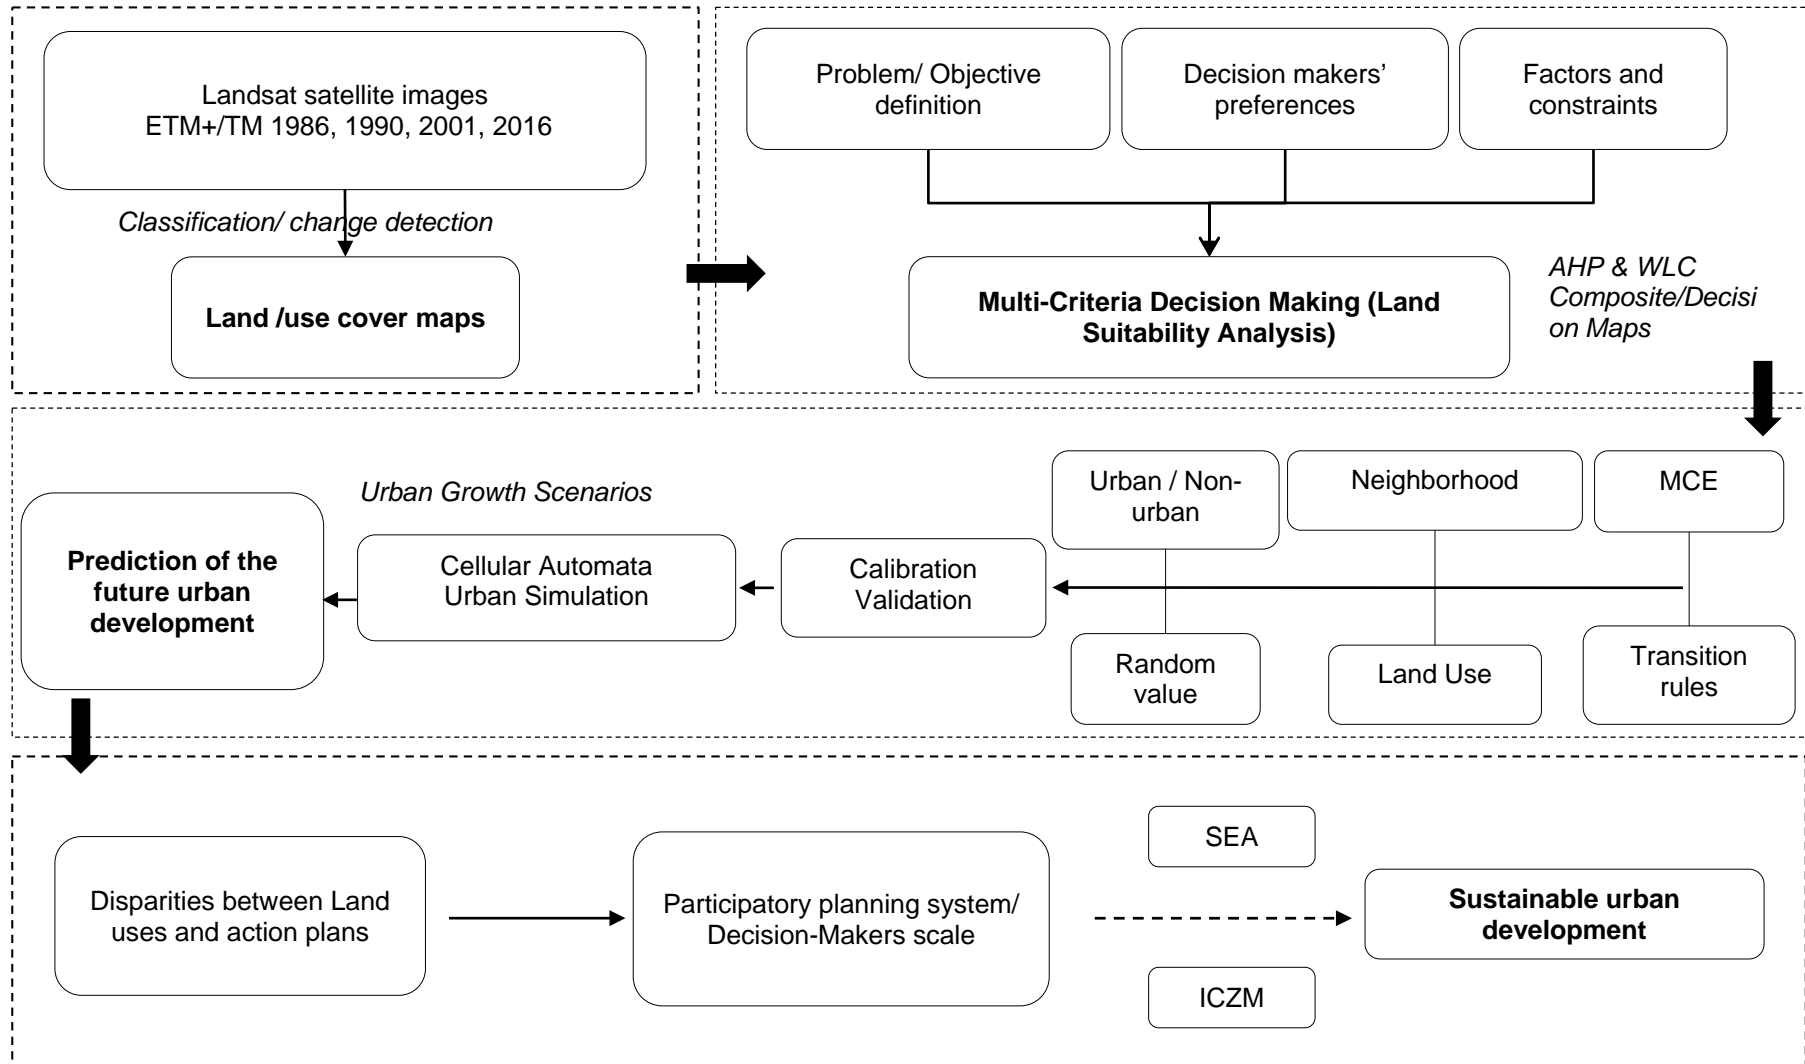 Landsat satellite images
ETM+/TM 1986, 1990, 2001, 2016
Classification/ change detection
Land /use cover maps
Problem/ Objective
definition
Decision makers’
preferences
Factors and
constraints
Multi-Criteria Decision Making (Land
Suitability Analysis)
AHP & WLC
Composite/Decisi
on Maps
Urban / Non-
urban
Neighborhood
MCE
Urban Growth Scenarios
Prediction of the
future urban
development
Cellular Automata
Urban Simulation
Calibration
Validation
Random
value
Land Use
Transition
rules
Disparities between Land
uses and action plans
Participatory planning system/
Decision-Makers scale
SEA
ICZM
Sustainable urban
development